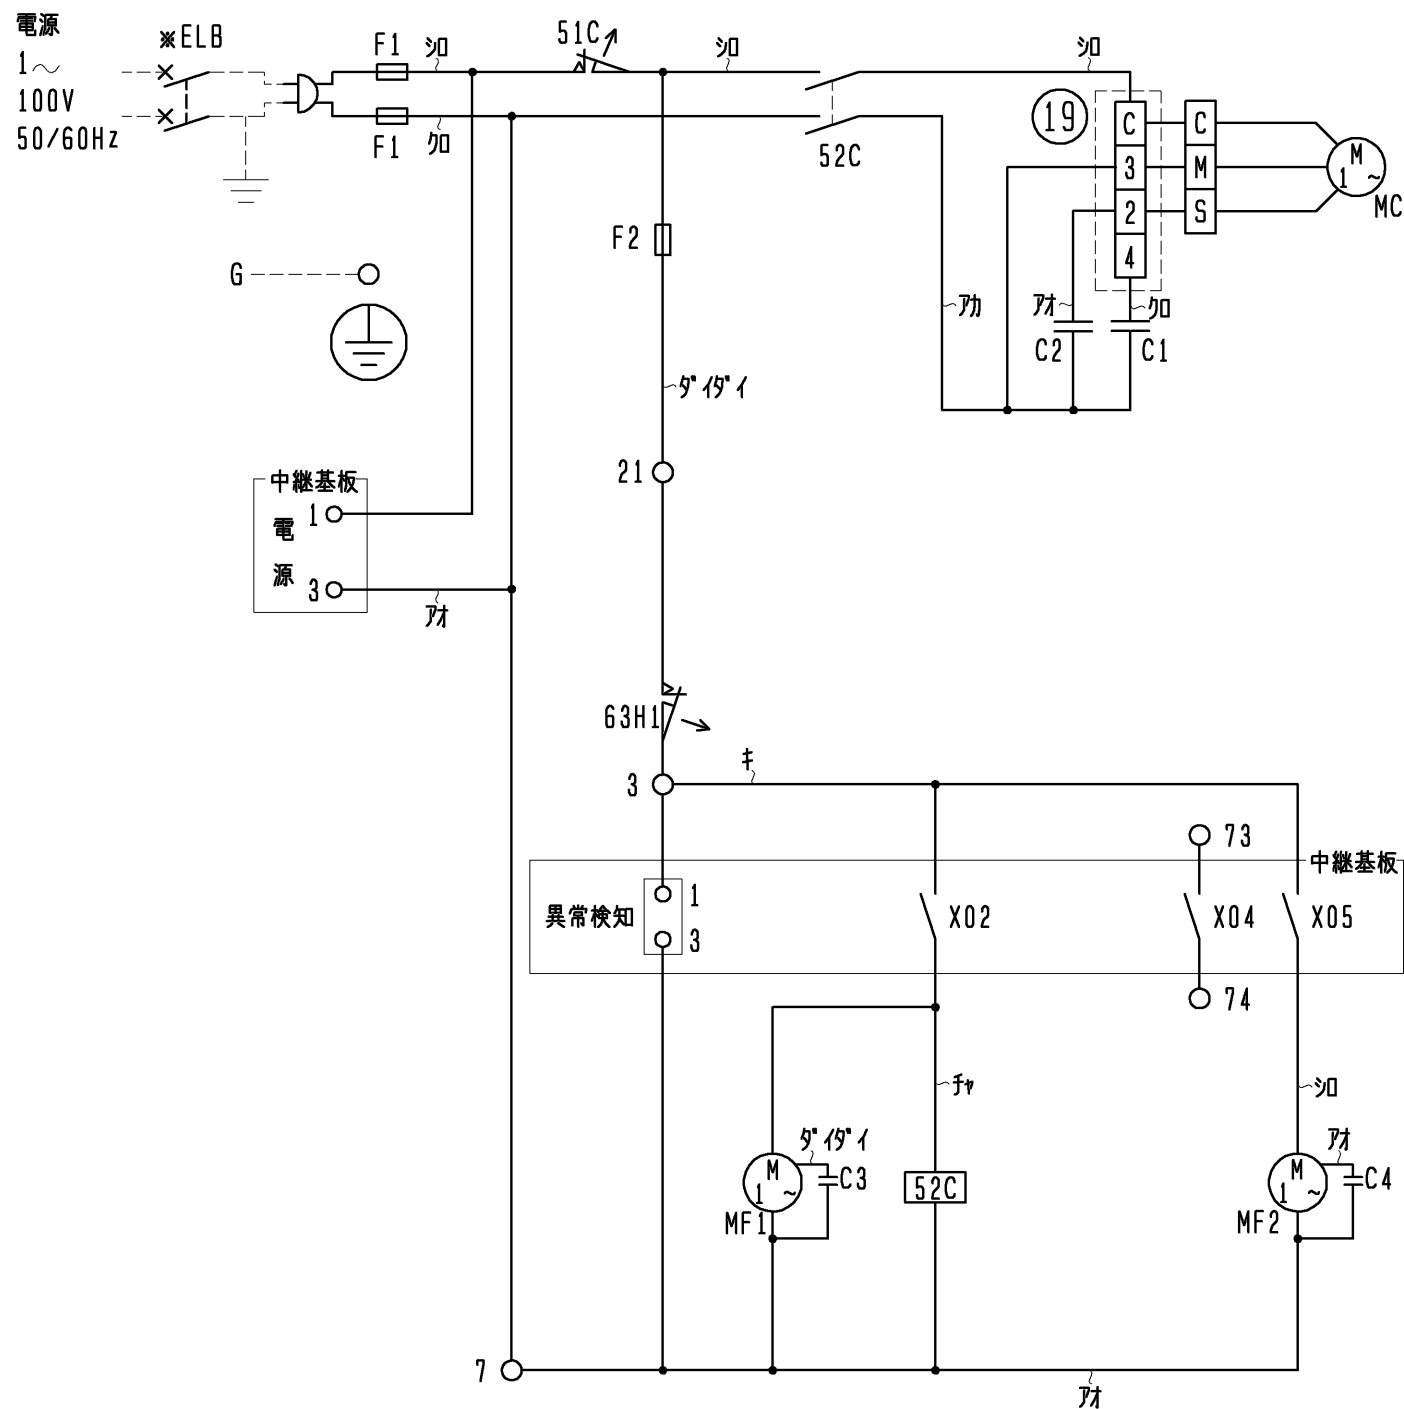 電源
1～
100V
50/60Hz
※ELB
F1
ｼﾛ
51C
ｼﾛ
ｼﾛ
F1
ｸﾛ
52C
19
C
3
2
4
C
M
S
M
1 ~
MC
F2
G
ｱｶ
ｱｵ
ｸﾛ
C2
C1
ﾀﾞｲﾀﾞｲ
21
中継基板
電源
1
3
ｱｵ
63H1
3
ｷ
73
中継基板
異常検知
1
3
X02
X04
X05
74
ﾁｬ
ｼﾛ
ﾀﾞｲﾀﾞｲ
M
1 ~
C3
MF1
52C
ｱｵ
M
1 ~
C4
MF2
7
ｱｵ